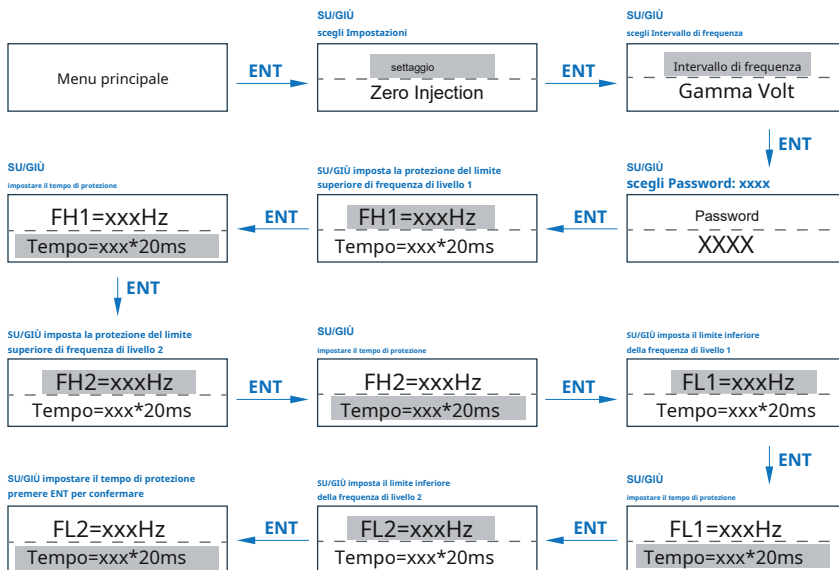 Menu principale
ENT
SU/GIÙ
scegli Impostazioni
settaggio
Zero Injection
ENT
SU/GIÙ
scegli Intervallo di frequenza
Intervallo di frequenza
Gamma Volt
ENT
SU/GIÙ
scegli Password: xxxx
Password
XXXX
ENT
SU/GIÙ imposta la protezione del limite
superiore di frequenza di livello 1
FH1=xxxHz
Tempo=xxx*20ms
ENT
SU/GIÙ
impostare il tempo di protezione
FH1=xxxHz
Tempo=xxx*20ms
ENT
SU/GIÙ imposta la protezione del limite
superiore di frequenza di livello 2
FH2=xxxHz
Tempo=xxx*20ms
ENT
SU/GIÙ
impostare il tempo di protezione
FH2=xxxHz
Tempo=xxx*20ms
ENT
SU/GIÙ imposta il limite inferiore
della frequenza di livello 1
FL1=xxxHz
Tempo=xxx*20ms
ENT
SU/GIÙ
impostare il tempo di protezione
FL1=xxxHz
Tempo=xxx*20ms
ENT
SU/GIÙ imposta il limite inferiore
della frequenza di livello 2
FL2=xxxHz
Tempo=xxx*20ms
ENT
SU/GIÙ impostare il tempo di protezione
premere ENT per confermare
FL2=xxxHz
Tempo=xxx*20ms